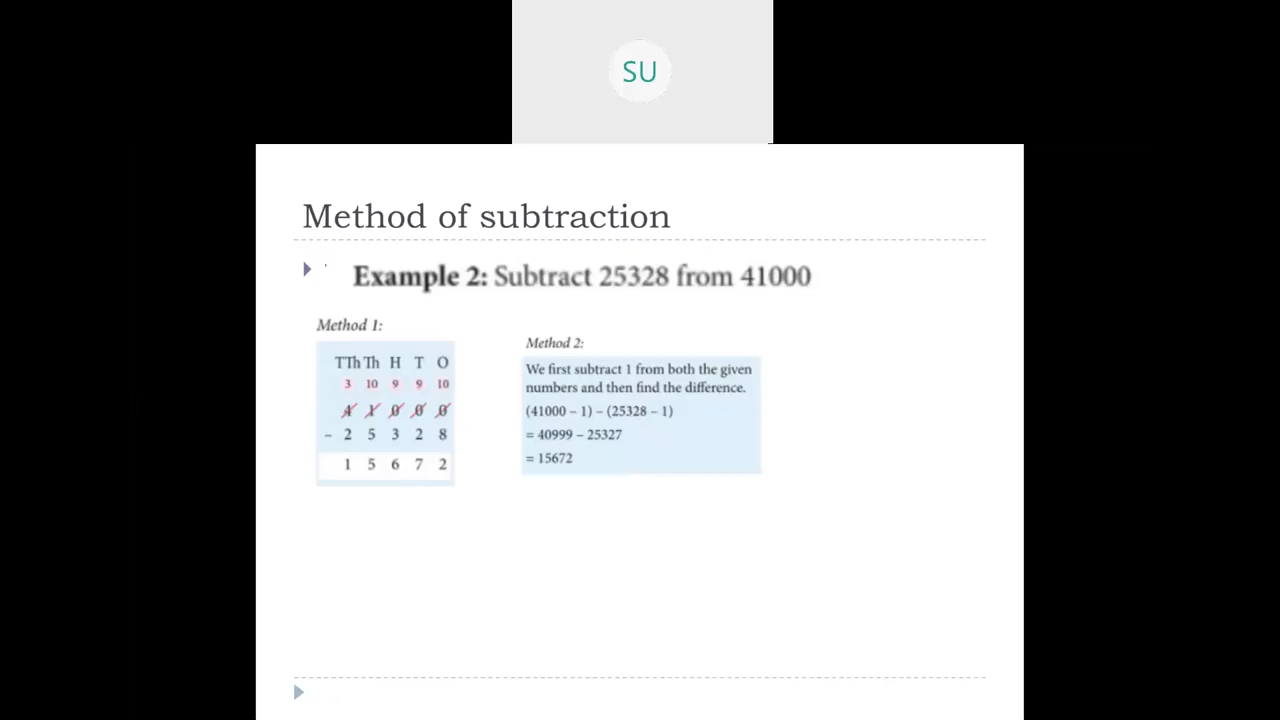 SU
Method of subtraction
Example 2: Subtract 25328 from 41000
Method 1:
TTh Th H T O
3 10 9 9 10
4 1 0 0 0
- 2 5 3 2 8
1 5 6 7 2
Method 2:
We first subtract 1 from both the given
numbers and then find the difference.
(41000 – 1) – (25328 – 1)
= 40999 – 25327
= 15672